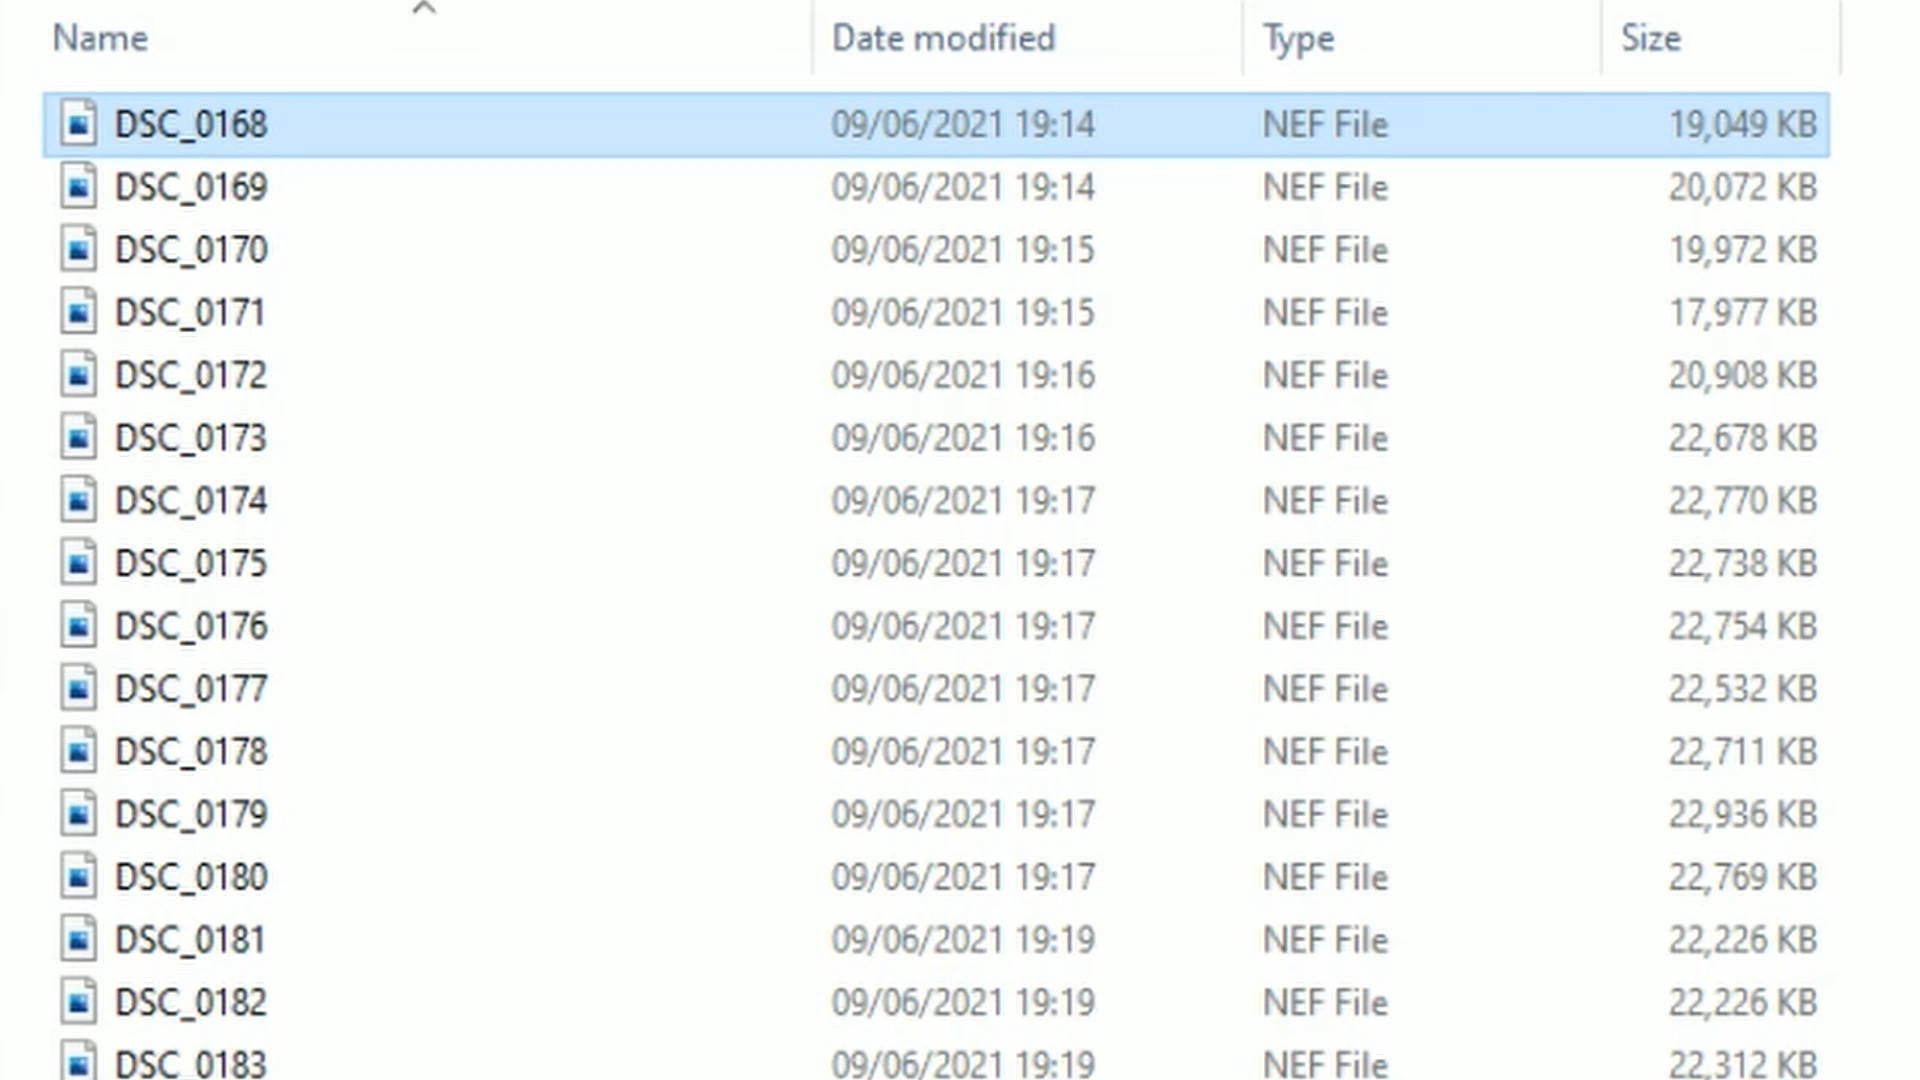 Name Date modified Type Size
DSC_0168 09/06/2021 19:14 NEF File 19,049 KB
DSC_0169 09/06/2021 19:14 NEF File 20,072 KB
DSC_0170 09/06/2021 19:15 NEF File 19,972 KB
DSC_0171 09/06/2021 19:15 NEF File 17,977 KB
DSC_0172 09/06/2021 19:16 NEF File 20,908 KB
DSC_0173 09/06/2021 19:16 NEF File 22,678 KB
DSC_0174 09/06/2021 19:17 NEF File 22,770 KB
DSC_0175 09/06/2021 19:17 NEF File 22,738 KB
DSC_0176 09/06/2021 19:17 NEF File 22,754 KB
DSC_0177 09/06/2021 19:17 NEF File 22,532 KB
DSC_0178 09/06/2021 19:17 NEF File 22,711 KB
DSC_0179 09/06/2021 19:17 NEF File 22,936 KB
DSC_0180 09/06/2021 19:17 NEF File 22,769 KB
DSC_0181 09/06/2021 19:19 NEF File 22,226 KB
DSC_0182 09/06/2021 19:19 NEF File 22,226 KB
DSC_0183 09/06/2021 19:19 NEF File 22,312 KB